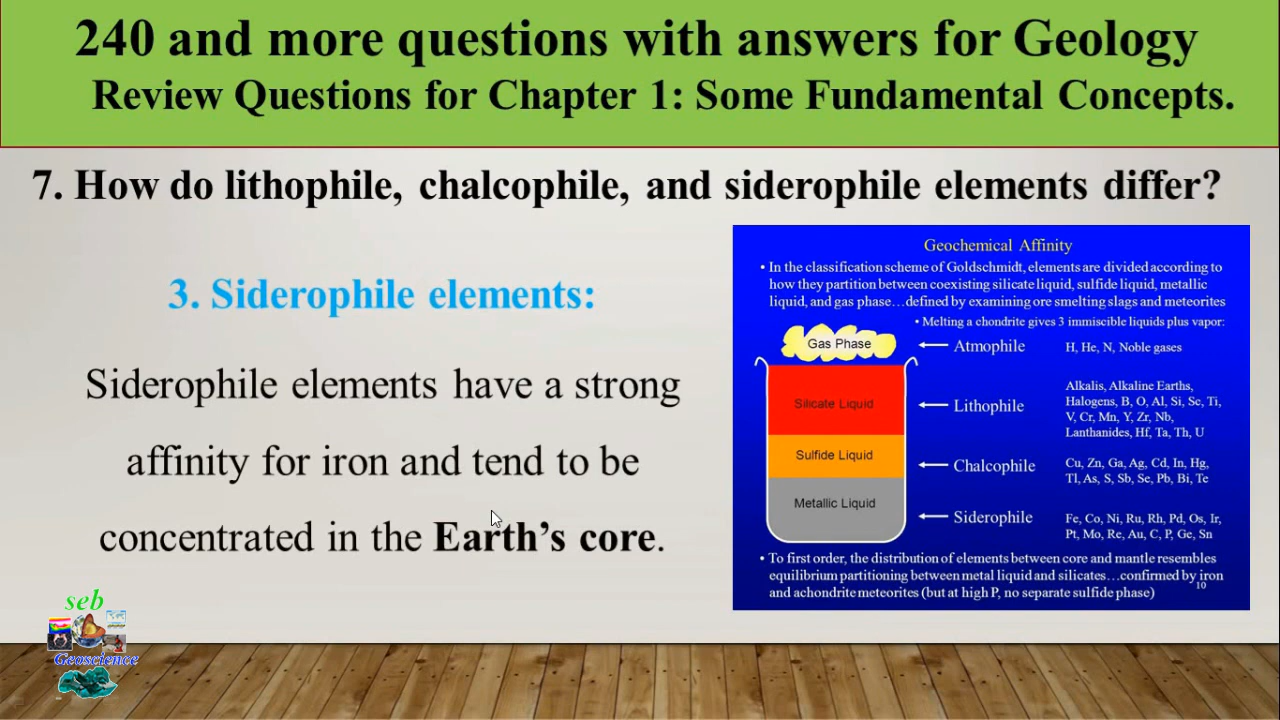 240 and more questions with answers for Geology
Review Questions for Chapter 1: Some Fundamental Concepts.
7. How do lithophile, chalcophile, and siderophile elements differ?
3. Siderophile elements:
Siderophile elements have a strong
affinity for iron and tend to be
concentrated in the Earth's core.
Geochemical Affinity
• In the classification scheme of Goldschmidt, elements are divided according to
how they partition between coexisting silicate liquid, sulfide liquid, metallic
liquid, and gas phase…defined by examining ore smelting slags and meteorites
• Melting a chondrite gives 3 immiscible liquids plus vapor:
Gas Phase
Atmophile
H, He, N, Noble gases
Silicate Liquid
Lithophile
Alkalis, Alkaline Earths,
Halogens, B, O, Al, Si, Sc, Ti,
V, Cr, Mn, Y, Zr, Nb,
Lanthanides, Hf, Ta, Th, U
Sulfide Liquid
Chalcophile
Cu, Zn, Ga, Ag, Cd, In, Hg,
Tl, As, S, Sb, Se, Pb, Bi, Te
Metallic Liquid
Siderophile
Fe, Co, Ni, Ru, Rh, Pd, Os, Ir,
Pt, Mo, Re, Au, C, P, Ge, Sn
• To first order, the distribution of elements between core and mantle resembles
equilibrium partitioning between metal liquid and silicates…confirmed by iron
and achondrite meteorites (but at high P, no separate sulfide phase)
10
seb
Geoscience